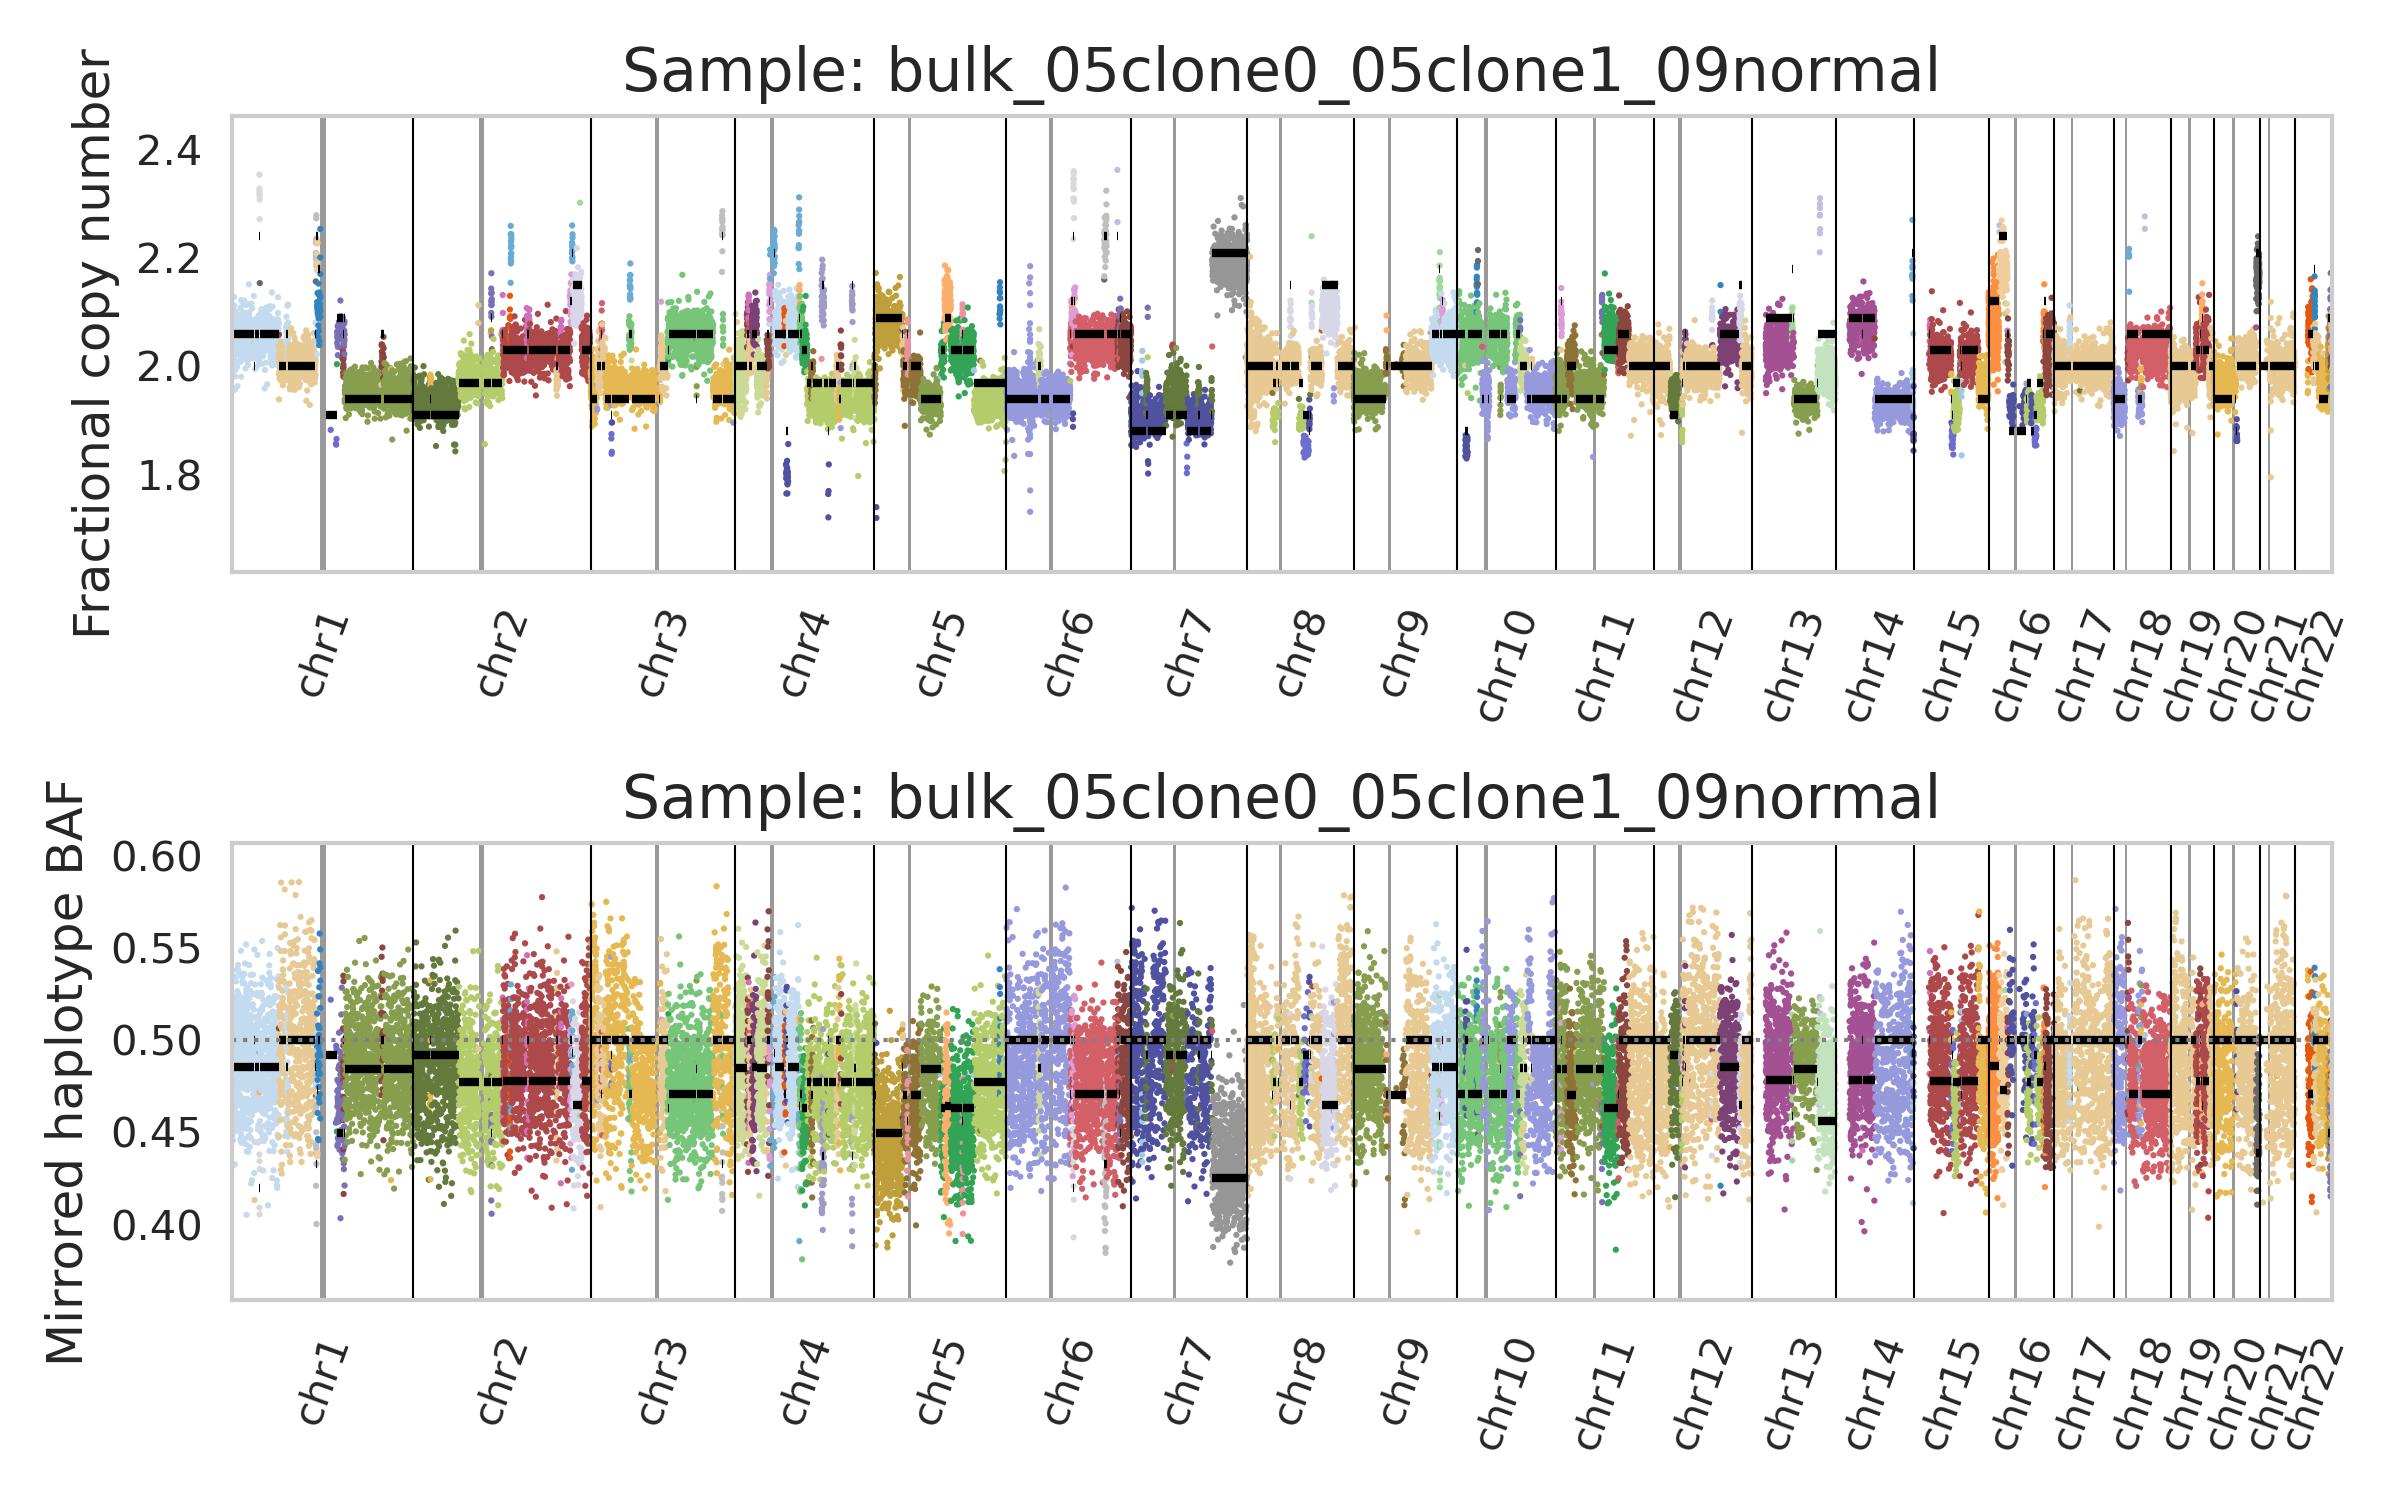 Sample: bulk_05clone0_05clone1_09normal
Fractional copy number
2.4
2.2
2.0
1.8
chr1 chr2 chr3 chr4 chr5 chr6 chr7 chr8 chr9 chr10 chr11 chr12 chr13 chr14 chr15 chr16 chr17 chr18 chr19 chr20 chr21 chr22
Sample: bulk_05clone0_05clone1_09normal
Mirrored haplotype BAF
0.60
0.55
0.50
0.45
0.40
chr1 chr2 chr3 chr4 chr5 chr6 chr7 chr8 chr9 chr10 chr11 chr12 chr13 chr14 chr15 chr16 chr17 chr18 chr19 chr20 chr21 chr22